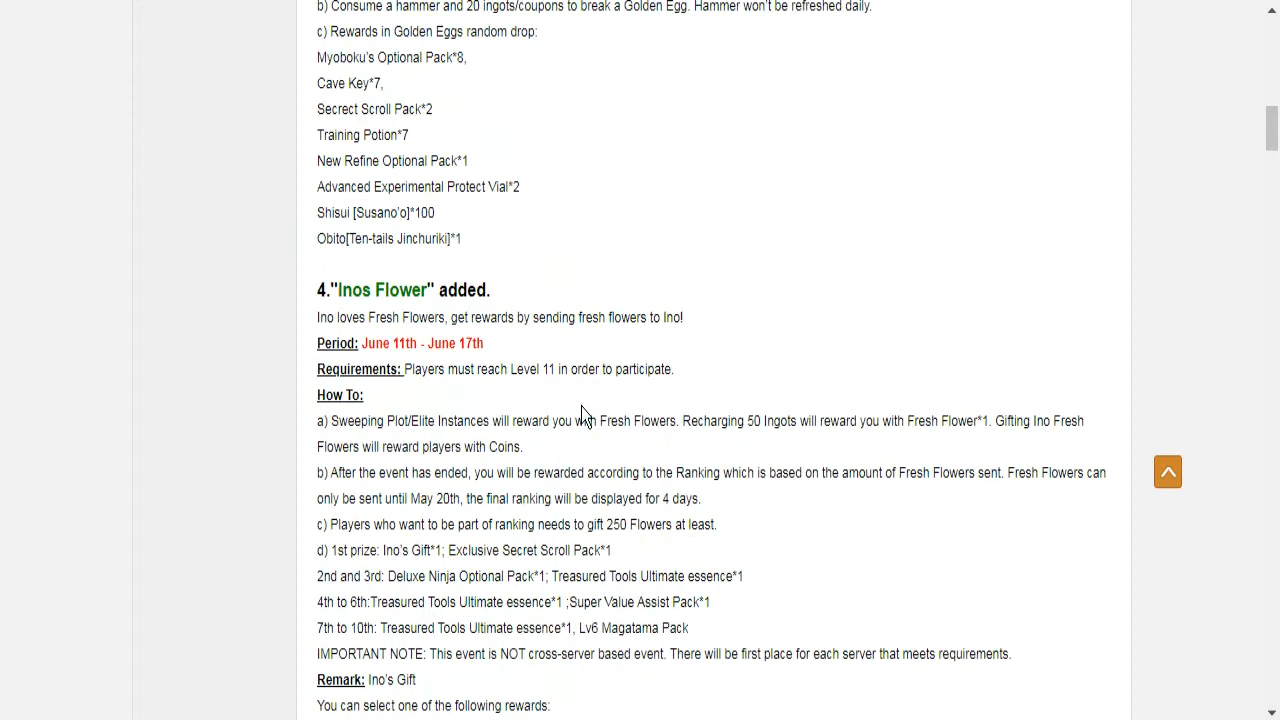 b) Consume a hammer and 20 ingots/coupons to break a Golden Egg. Hammer won't be refreshed daily.
c) Rewards in Golden Eggs random drop:
Myoboku's Optional Pack*8,
Cave Key*7,
Secrect Scroll Pack*2
Training Potion*7
New Refine Optional Pack*1
Advanced Experimental Protect Vial*2
Shisui [Susano'o]*100
Obito[Ten-tails Jinchuriki]*1
4."Inos Flower" added.
Ino loves Fresh Flowers, get rewards by sending fresh flowers to Ino!
Period: June 11th - June 17th
Requirements: Players must reach Level 11 in order to participate.
How To:
a) Sweeping Plot/Elite Instances will reward you with Fresh Flowers. Recharging 50 Ingots will reward you with Fresh Flower*1. Gifting Ino Fresh
Flowers will reward players with Coins.
b) After the event has ended, you will be rewarded according to the Ranking which is based on the amount of Fresh Flowers sent. Fresh Flowers can
only be sent until May 20th, the final ranking will be displayed for 4 days.
c) Players who want to be part of ranking needs to gift 250 Flowers at least.
d) 1st prize: Ino's Gift*1; Exclusive Secret Scroll Pack*1
2nd and 3rd: Deluxe Ninja Optional Pack*1; Treasured Tools Ultimate essence*1
4th to 6th:Treasured Tools Ultimate essence*1 ;Super Value Assist Pack*1
7th to 10th: Treasured Tools Ultimate essence*1, Lv6 Magatama Pack
IMPORTANT NOTE: This event is NOT cross-server based event. There will be first place for each server that meets requirements.
Remark: Ino's Gift
You can select one of the following rewards: